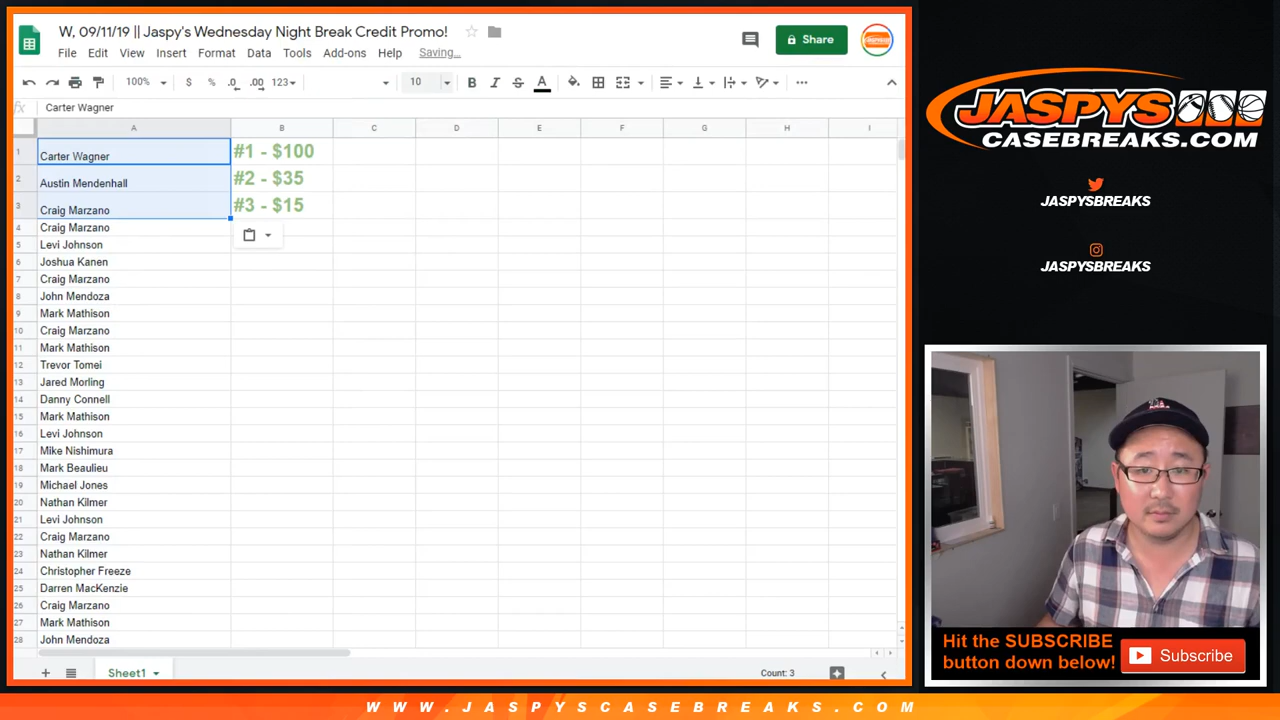 W, 09/11/19 || Jaspy's Wednesday Night Break Credit Promo!
File Edit View Insert Format Data Tools Add-ons Help Saving...
Share
100% $ % .0 .00 123 10 B I S A
fx Carter Wagner
A B C D E F G H I
1 Carter Wagner #1 - $100
2 Austin Mendenhall #2 - $35
3 Craig Marzano #3 - $15
4 Craig Marzano
5 Levi Johnson
6 Joshua Kanen
7 Craig Marzano
8 John Mendoza
9 Mark Mathison
10 Craig Marzano
11 Mark Mathison
12 Trevor Tomei
13 Jared Morling
14 Danny Connell
15 Mark Mathison
16 Levi Johnson
17 Mike Nishimura
18 Mark Beaulieu
19 Michael Jones
20 Nathan Kilmer
21 Levi Johnson
22 Craig Marzano
23 Nathan Kilmer
24 Christopher Freeze
25 Darren MacKenzie
26 Craig Marzano
27 Mark Mathison
28 John Mendoza
Sheet1 Count: 3
JASPYS
CASEBREAKS.COM
JASPYSBREAKS
JASPYSBREAKS
Hit the SUBSCRIBE
button down below!
Subscribe
WWW.JASPYSCASEBREAKS.COM